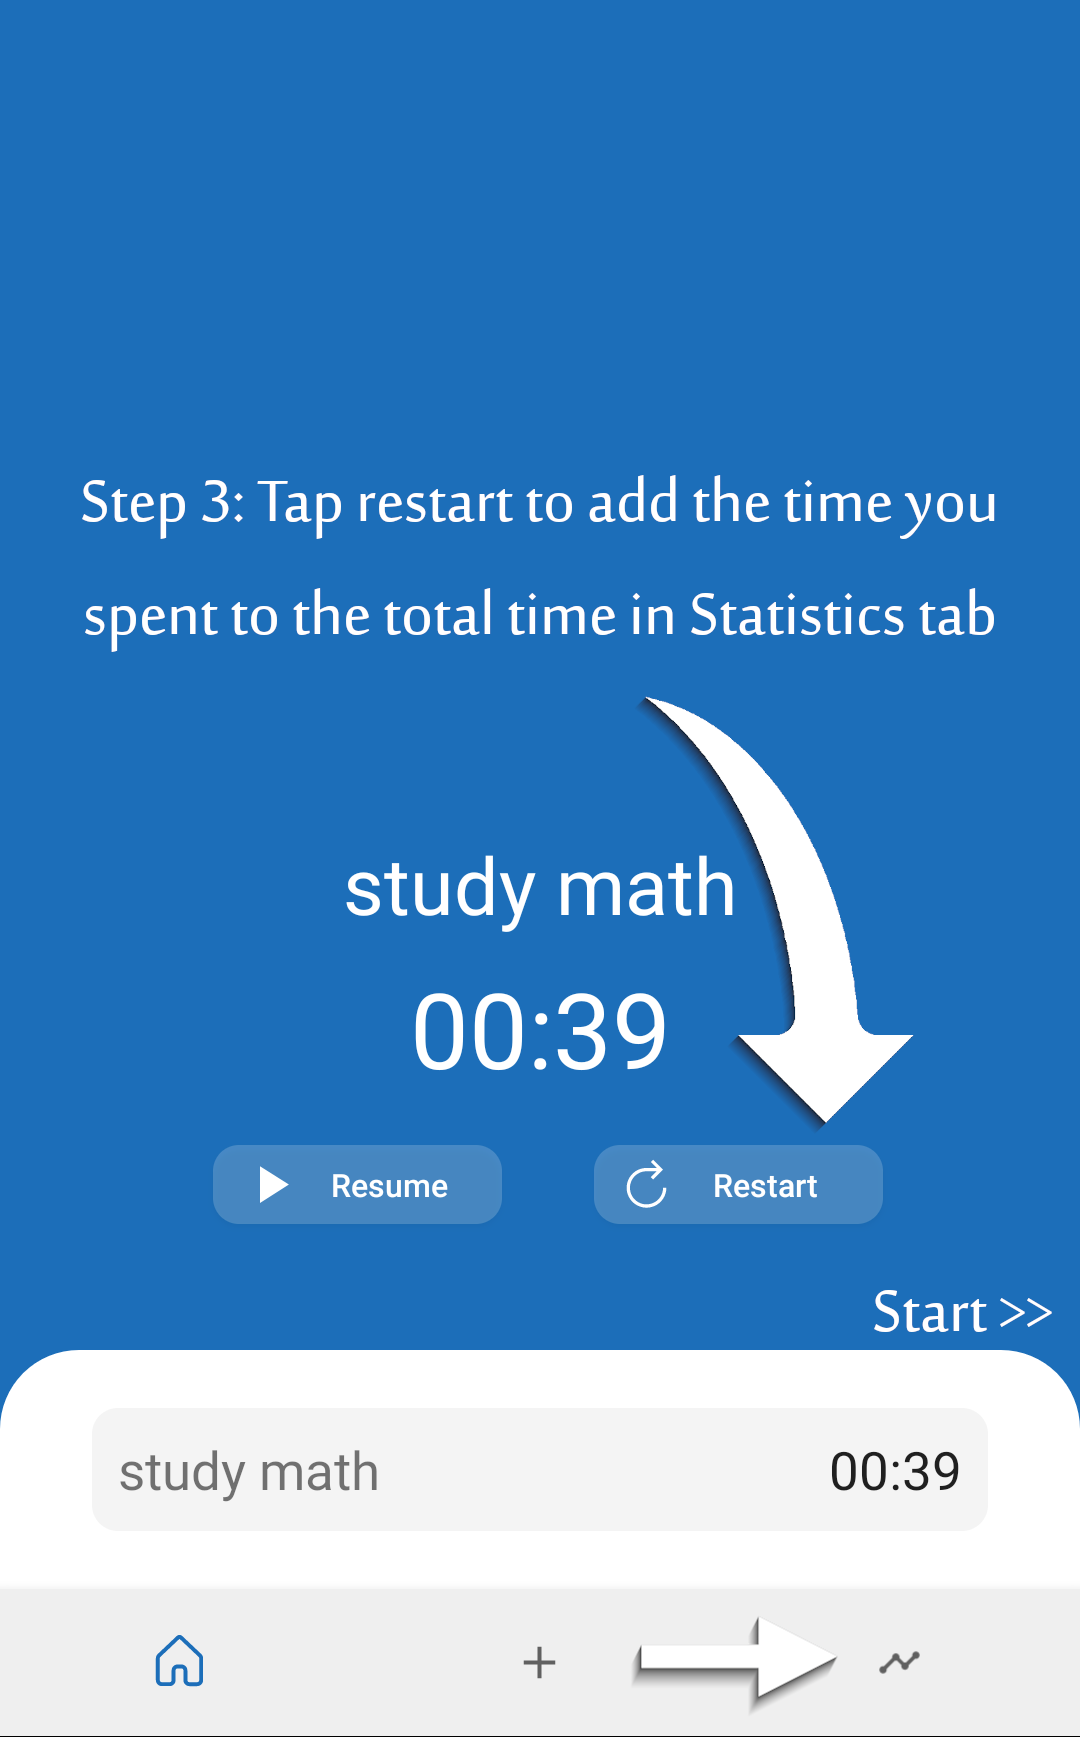 Step 3: Tap restart to add the time you
spent to the total time in Statistics tab
study math
00:39
Resume Restart
Start >>
study math 00:39